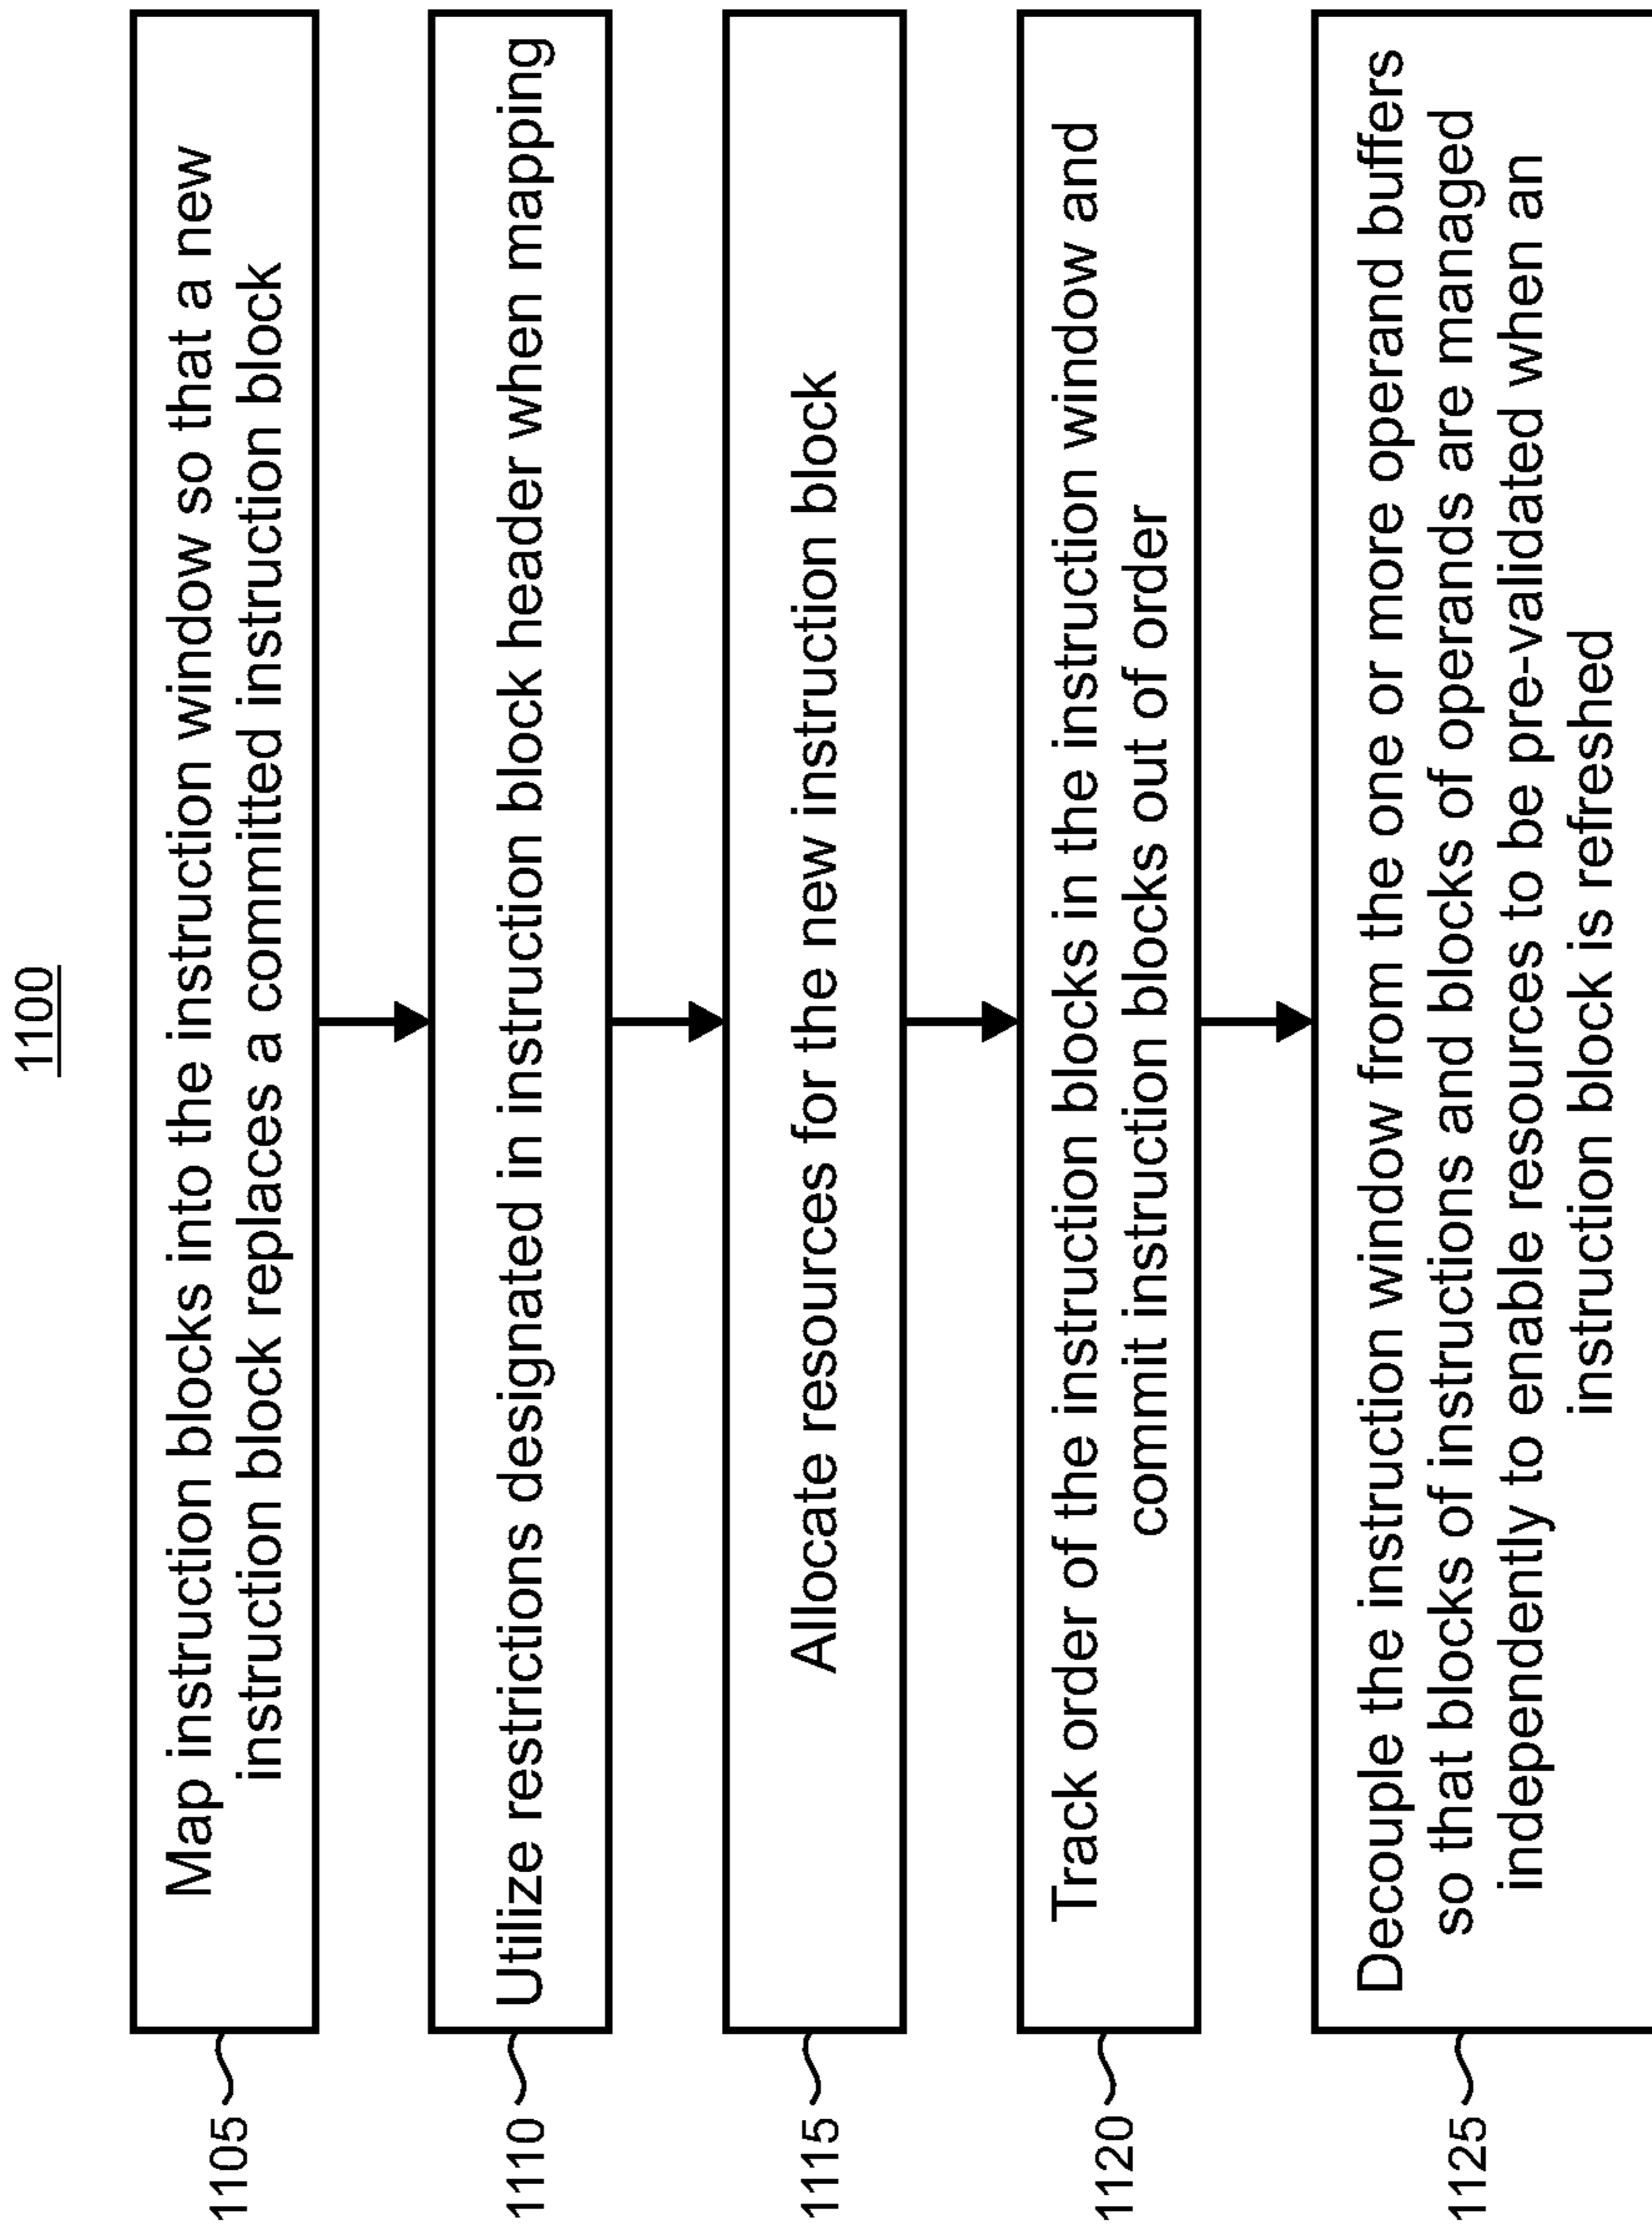 1100
1105
Map instruction blocks into the instruction window so that a new
instruction block replaces a committed instruction block
1110
Utilize restrictions designated in instruction block header when mapping
1115
Allocate resources for the new instruction block
1120
Track order of the instruction blocks in the instruction window and
commit instruction blocks out of order
1125
Decouple the instruction window from the one or more operand buffers
so that blocks of instructions and blocks of operands are managed
independently to enable resources to be pre-validated when an
instruction block is refreshed